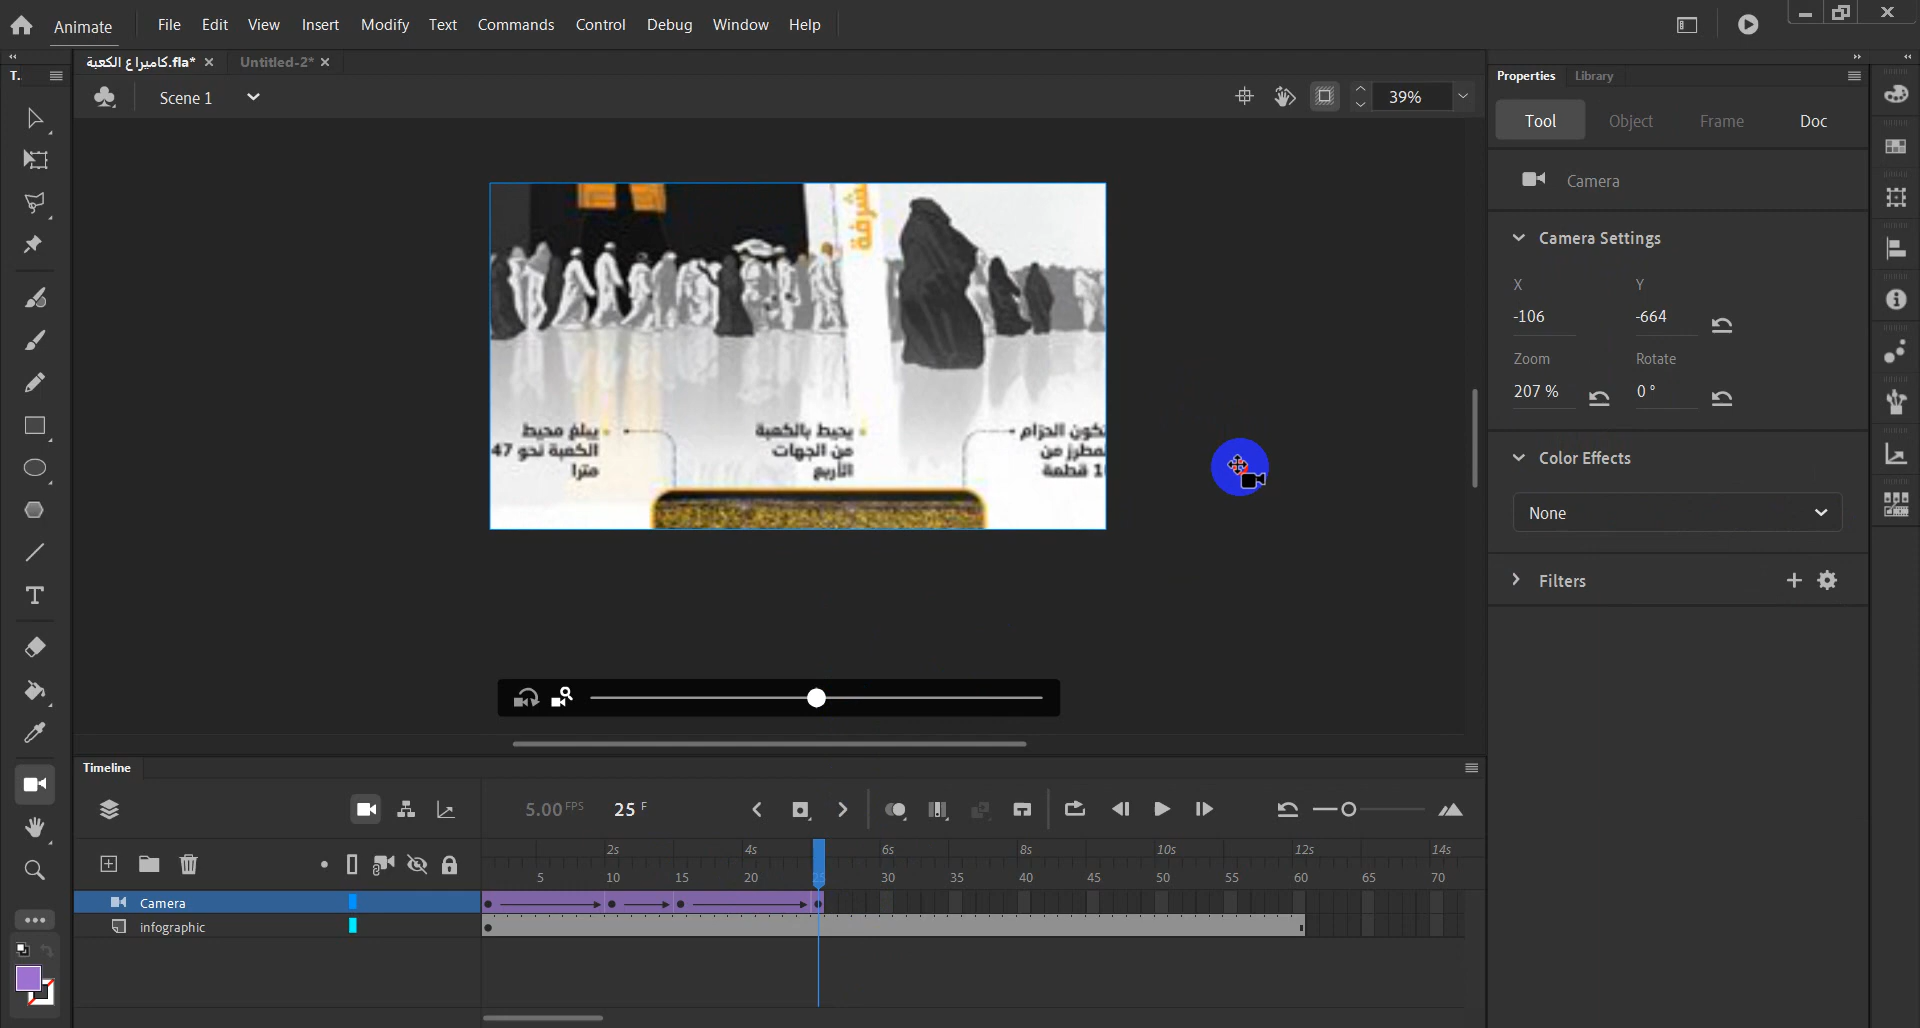 Animate
File Edit View Insert Modify Text Commands Control Debug Window Help
كاميرا ع الكعبة.fla*
Untitled-2*
T.
Scene 1
39%
Properties Library
Tool Object Frame Doc
Camera
Camera Settings
X Y
-106 -664
Zoom Rotate
207 % 0 °
Color Effects
None
Filters
شرفة
يبلغ محيط
الكعبة نحو 47
مترا
يحيط بالكعبة
من الجهات
الأربع
تكون الحزام
مطرز من
قطعة
Timeline
5.00 FPS 25 F
2s 4s 6s 8s 10s 12s 14s
5 10 15 20 25 30 35 40 45 50 55 60 65 70
Camera
infographic